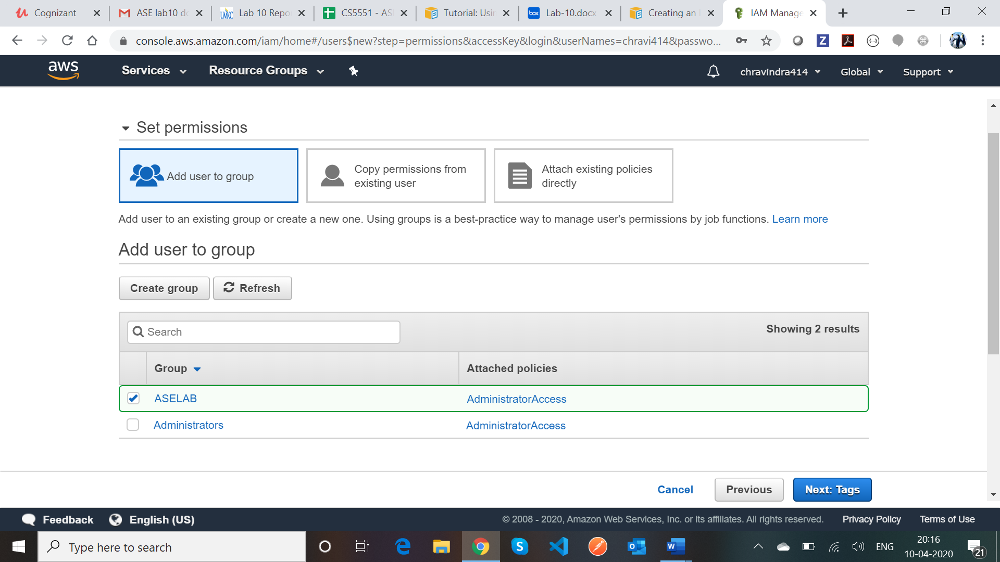 Cognizant
ASE lab10 do
UMKC Lab 10 Repo
CS5551 - AS
Tutorial: Usin
box Lab-10.docx
Creating an
IAM Manage
console.aws.amazon.com/iam/home#/users$new?step=permissions&accessKey&login&userNames=chravi414&passwo...
aws
Services
Resource Groups
chravindra414
Global
Support
Set permissions
Add user to group
Copy permissions from
existing user
Attach existing policies
directly
Add user to an existing group or create a new one. Using groups is a best-practice way to manage user's permissions by job functions. Learn more
Add user to group
Create group
Refresh
Search
Showing 2 results
Group
Attached policies
ASELAB
AdministratorAccess
Administrators
AdministratorAccess
Cancel
Previous
Next: Tags
Feedback
English (US)
© 2008 - 2020, Amazon Web Services, Inc. or its affiliates. All rights reserved.
Privacy Policy
Terms of Use
Type here to search
ENG
20:16
10-04-2020
21